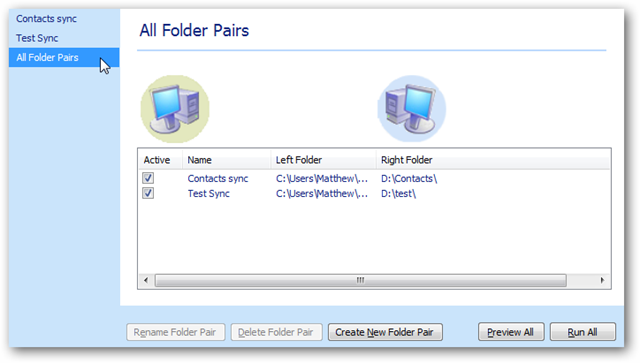 Contacts sync
Test Sync
All Folder Pairs
All Folder Pairs
Active Name Left Folder Right Folder
Contacts sync C:\Users\Matthew\... D:\Contacts\
Test Sync C:\Users\Matthew\... D:\test\
Rename Folder Pair Delete Folder Pair Create New Folder Pair Preview All Run All